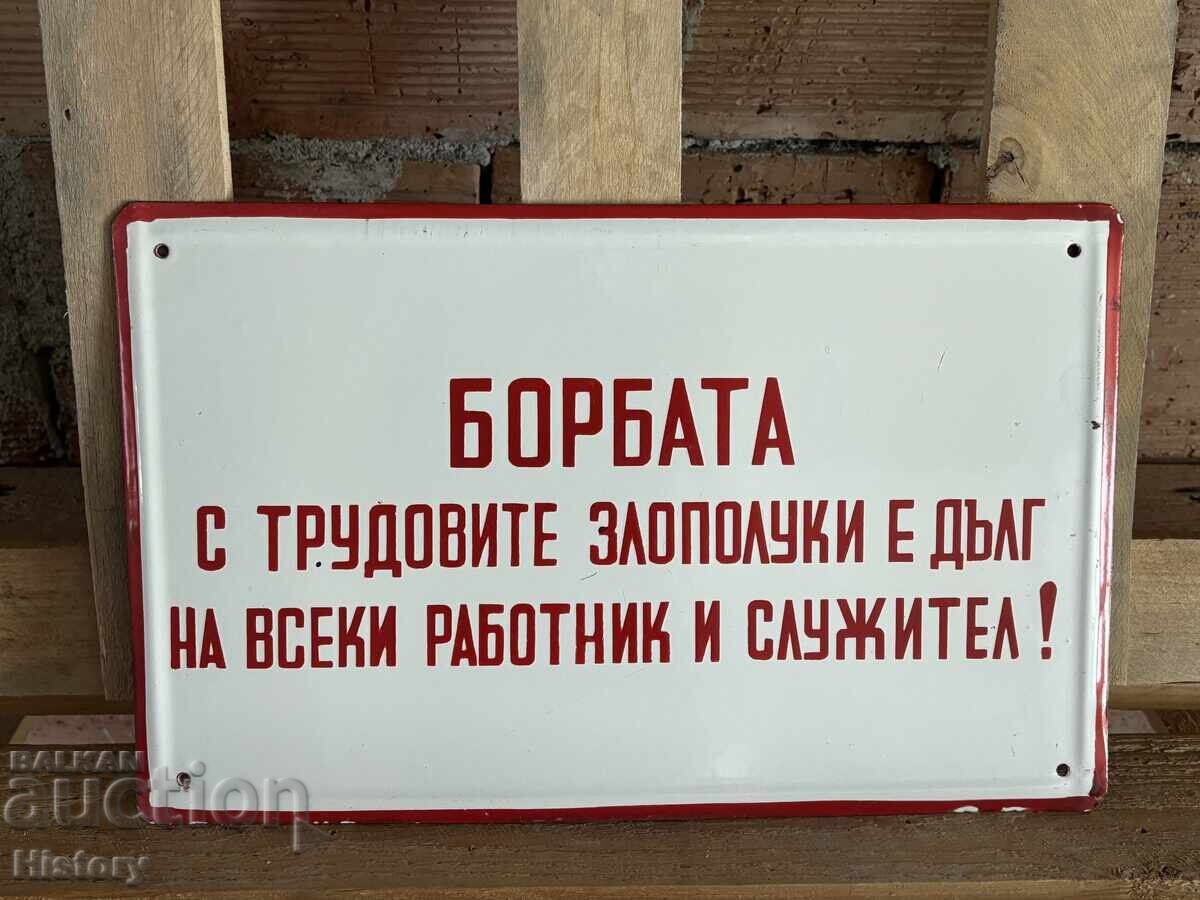 БОРБАТА
С ТРУДОВИТЕ ЗЛОПОЛУКИ Е ДЪЛГ
НА ВСЕКИ РАБОТНИК И СЛУЖИТЕЛ!
BALKAN
auction
History